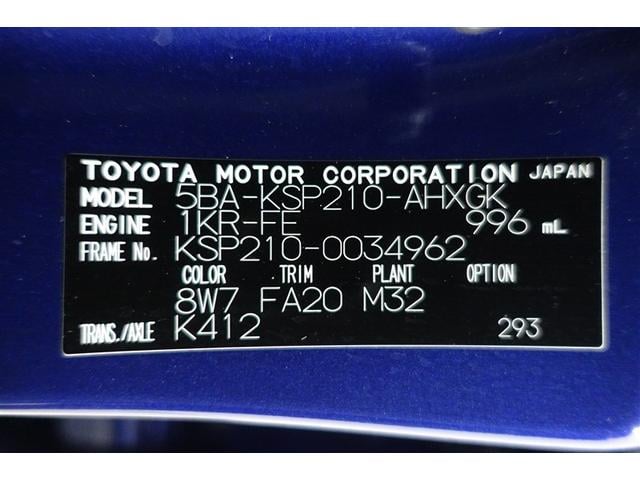 TOYOTA MOTOR CORPORATION JAPAN
MODEL 5BA-KSP210-AHXGK
ENGINE 1KR-FE 996 mL
FRAME No. KSP210-0034962
COLOR TRIM PLANT OPTION
8W7 FA20 M32
TRANS./AXLE K412 293